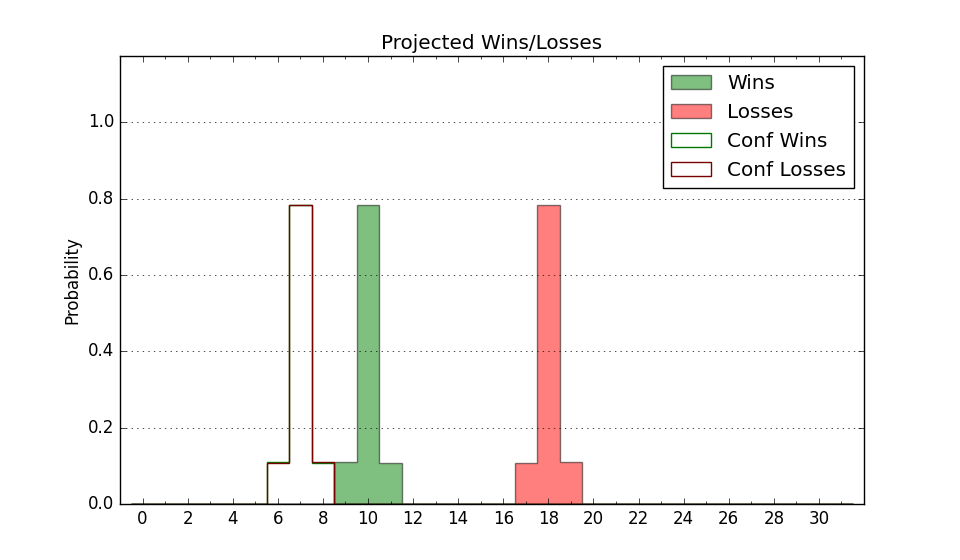 Projected Wins/Losses
Wins
Losses
Conf Wins
Conf Losses
1.0
0.8
0.6
0.4
0.2
0.0
Probability
0 2 4 6 8 10 12 14 16 18 20 22 24 26 28 30